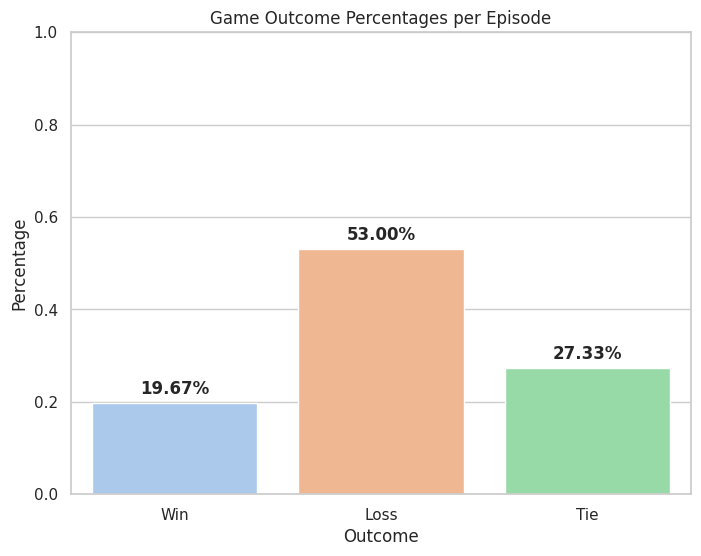 Game Outcome Percentages per Episode
1.0
0.8
0.6
0.4
0.2
0.0
Percentage
19.67%
53.00%
27.33%
Win
Loss
Tie
Outcome